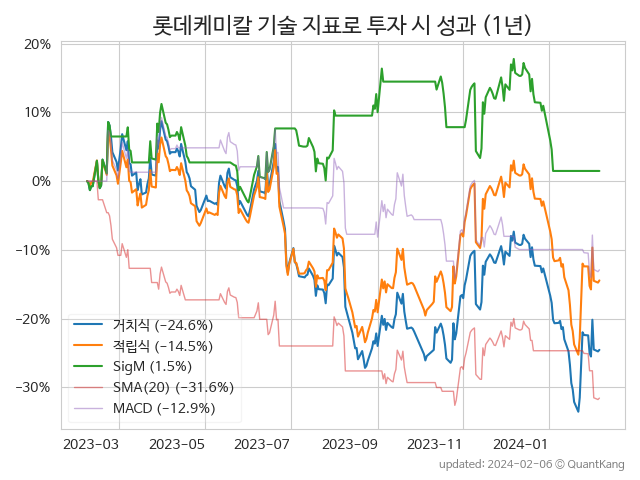 롯데케미칼 기술 지표로 투자 시 성과 (1년)
20%
10%
0%
−10%
−20%
−30%
거치식 (−24.6%)
적립식 (−14.5%)
SigM (1.5%)
SMA(20) (−31.6%)
MACD (−12.9%)
2023-03 2023-05 2023-07 2023-09 2023-11 2024-01
updated: 2024-02-06 ⓒ QuantKang